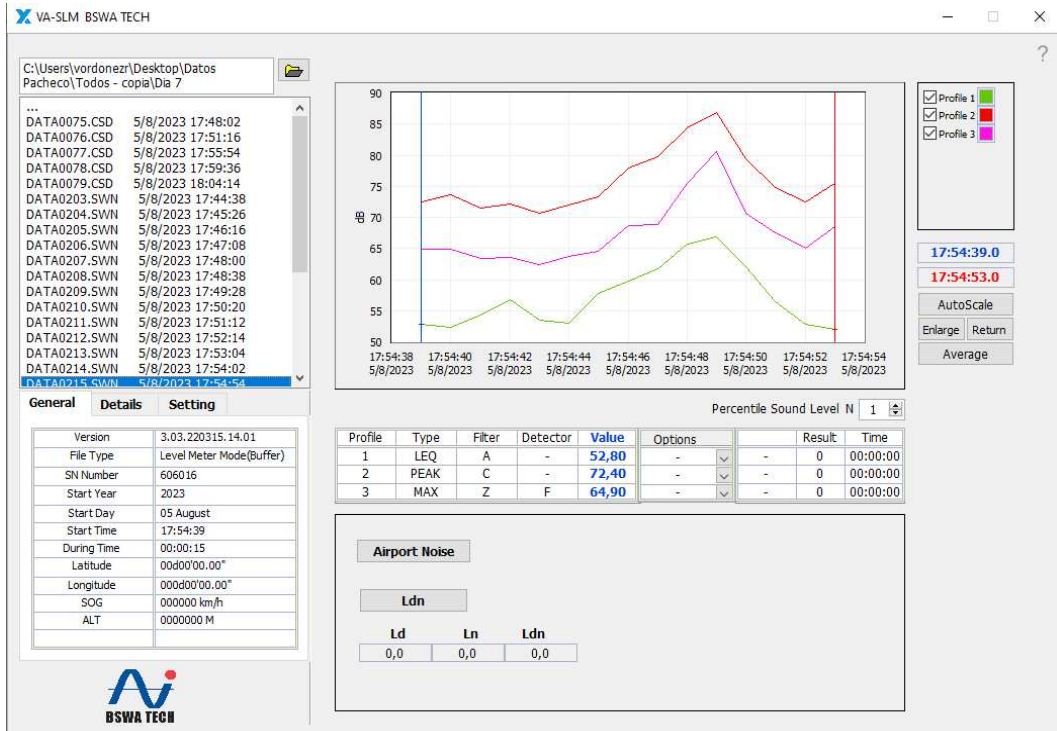 VA-SLM BSWA TECH
?
C:\Users\vordonezr\Desktop\Datos
Pacheco\Todos - copia\Dia 7
...
DATA0075.CSD 5/8/2023 17:48:02
DATA0076.CSD 5/8/2023 17:51:16
DATA0077.CSD 5/8/2023 17:55:54
DATA0078.CSD 5/8/2023 17:59:36
DATA0079.CSD 5/8/2023 18:04:14
DATA0203.SWN 5/8/2023 17:44:38
DATA0204.SWN 5/8/2023 17:45:26
DATA0205.SWN 5/8/2023 17:46:16
DATA0206.SWN 5/8/2023 17:47:08
DATA0207.SWN 5/8/2023 17:48:00
DATA0208.SWN 5/8/2023 17:48:38
DATA0209.SWN 5/8/2023 17:49:28
DATA0210.SWN 5/8/2023 17:50:20
DATA0211.SWN 5/8/2023 17:51:12
DATA0212.SWN 5/8/2023 17:52:14
DATA0213.SWN 5/8/2023 17:53:04
DATA0214.SWN 5/8/2023 17:54:02
DATA0215.SWN 5/8/2023 17:54:54
General Details Setting
Version 3.03.220315.14.01
File Type Level Meter Mode(Buffer)
SN Number 606016
Start Year 2023
Start Day 05 August
Start Time 17:54:39
During Time 00:00:15
Latitude 00d00'00.00"
Longitude 000d00'00.00"
SOG 000000 km/h
ALT 0000000 M
BSWA TECH
90
85
80
75
70
65
60
55
50
dB
17:54:38 17:54:40 17:54:42 17:54:44 17:54:46 17:54:48 17:54:50 17:54:52 17:54:54
5/8/2023 5/8/2023 5/8/2023 5/8/2023 5/8/2023 5/8/2023 5/8/2023 5/8/2023 5/8/2023
Profile 1
Profile 2
Profile 3
17:54:39.0
17:54:53.0
AutoScale
Enlarge Return
Average
Percentile Sound Level N 1
Profile Type Filter Detector Value Options Result Time
1 LEQ A - 52,80 - - 0 00:00:00
2 PEAK C - 72,40 - - 0 00:00:00
3 MAX Z F 64,90 - - 0 00:00:00
Airport Noise
Ldn
Ld Ln Ldn
0,0 0,0 0,0